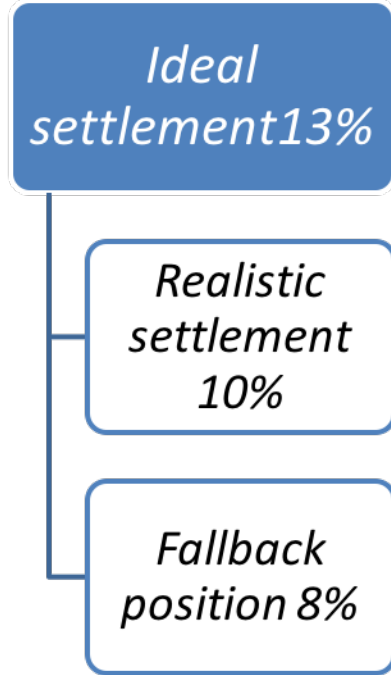 Ideal
settlement13%
Realistic
settlement
10%
Fallback
position 8%